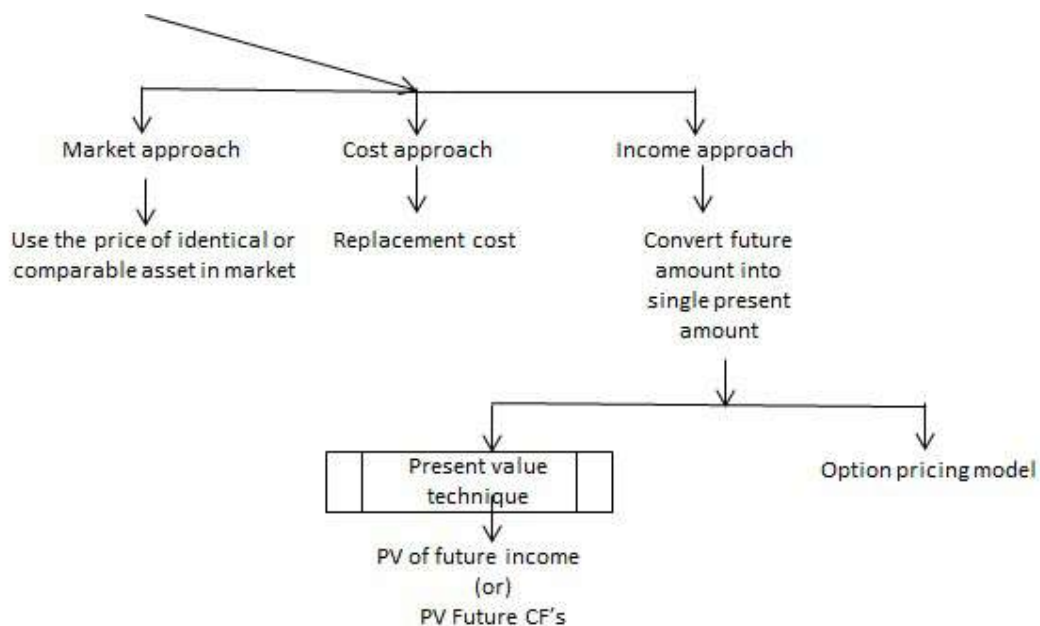 Market approach
Cost approach
Income approach
Use the price of identical or
comparable asset in market
Replacement cost
Convert future
amount into
single present
amount
Present value
technique
Option pricing model
PV of future income
(or)
PV Future CF's